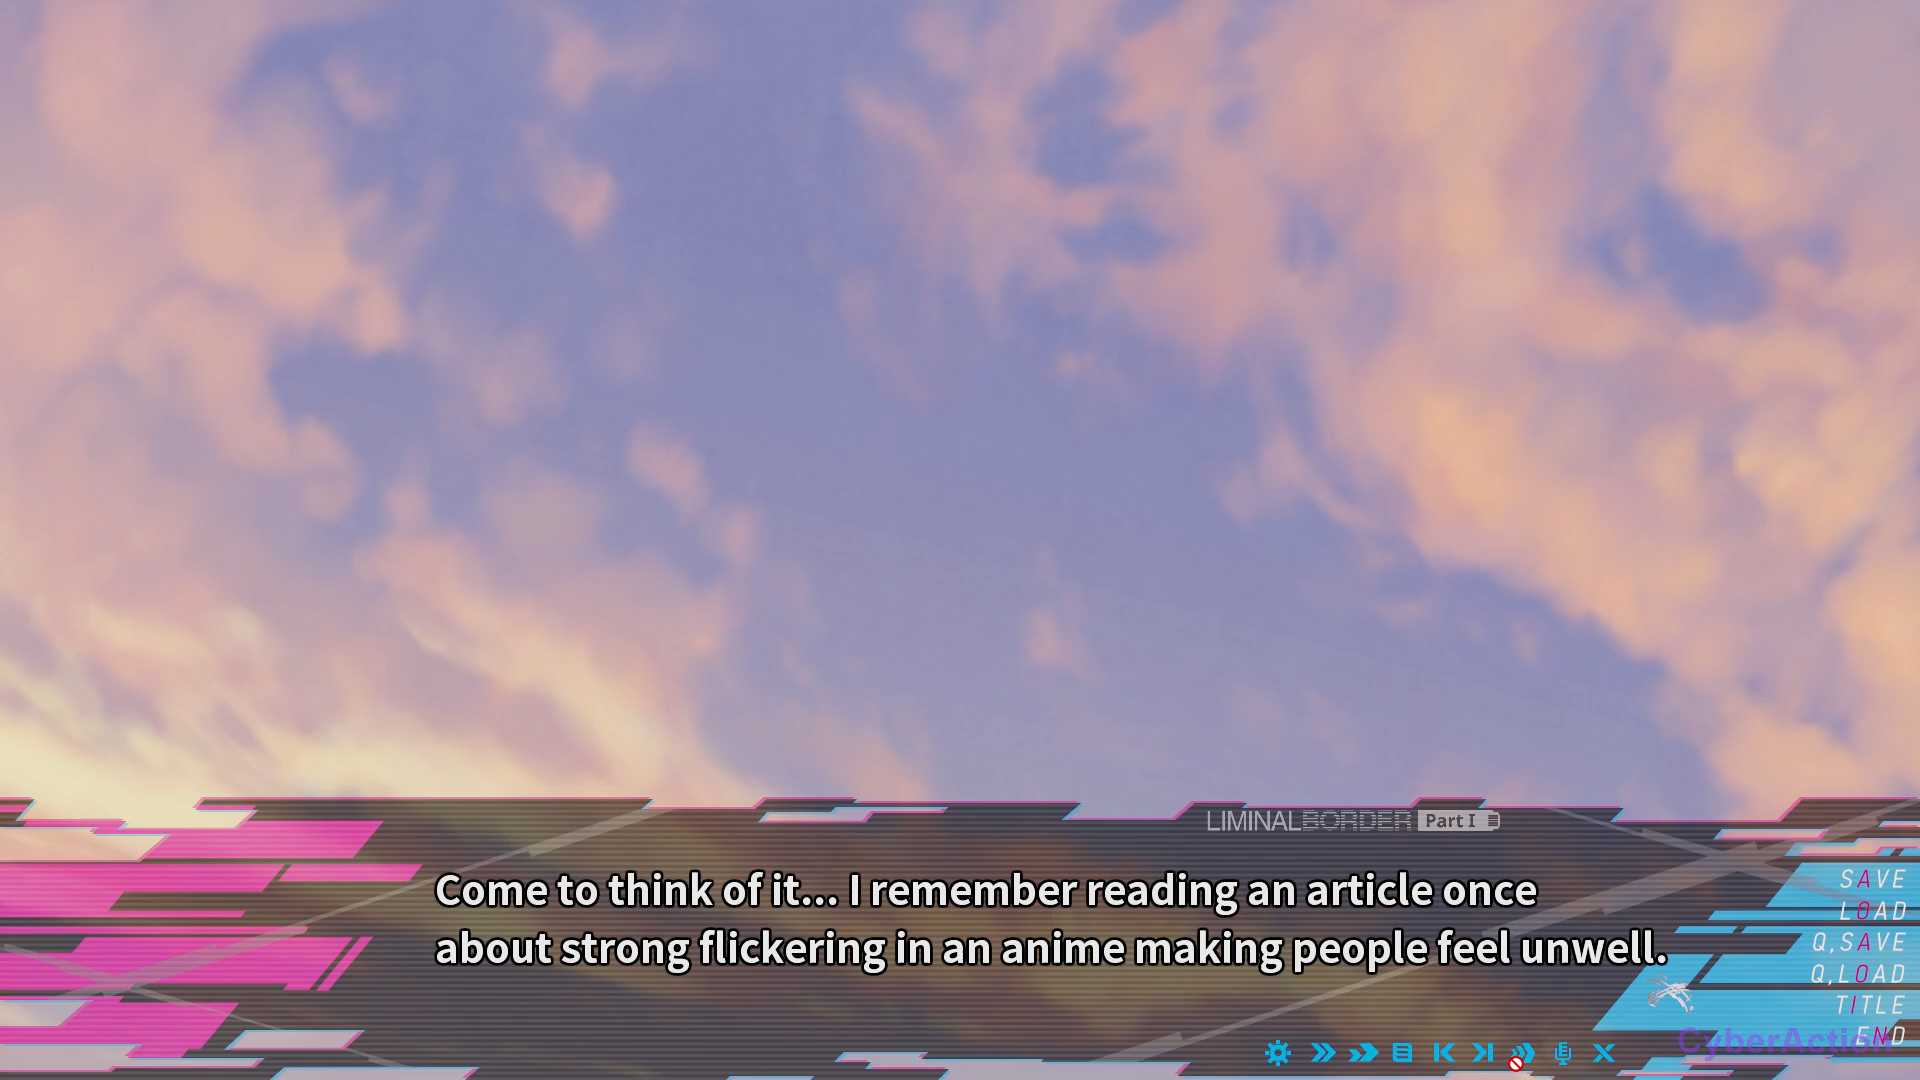 LIMINALBORDER Part I
Come to think of it... I remember reading an article once
about strong flickering in an anime making people feel unwell.
SAVE
LOAD
Q,SAVE
Q,LOAD
TITLE
END
CyberAction